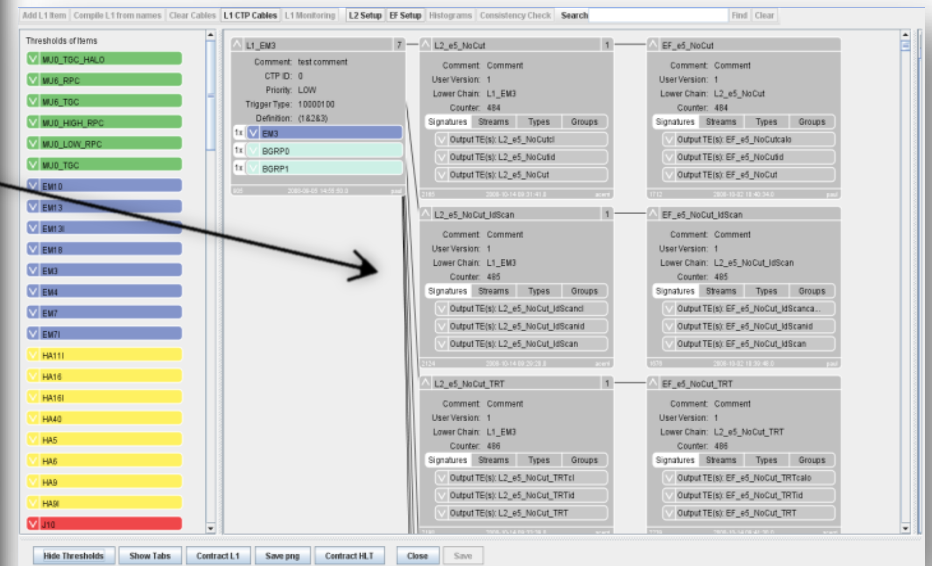 Add L1 Item Compile L1 from names Clear Cables L1 CTP Cables L1 Monitoring L2 Setup EF Setup Histograms Consistency Check Search Find Clear
Thresholds of Items
MU0_TGC_HALO
MU6_RPC
MU6_TGC
MU0_HIGH_RPC
MU0_LOW_RPC
MU0_TGC
EM10
EM13
EM13I
EM18
EM3
EM4
EM7
EM7I
HA11I
HA16
HA16I
HA40
HA5
HA6
HA9
HA9I
J10
L1_EM3 7
Comment: test comment
CTP ID: 0
Priority: LOW
Trigger Type: 10000100
Definition: (1&2&3)
1x EM3
1x BGRP0
1x BGRP1
L2_e5_NoCut 1
Comment: Comment
User Version: 1
Lower Chain: L1_EM3
Counter: 484
Signatures Streams Types Groups
Output TE(s): L2_e5_NoCutcl
Output TE(s): L2_e5_NoCutid
Output TE(s): L2_e5_NoCut
EF_e5_NoCut
Comment: Comment
User Version: 1
Lower Chain: L2_e5_NoCut
Counter: 484
Signatures Streams Types Groups
Output TE(s): EF_e5_NoCutcalo
Output TE(s): EF_e5_NoCutid
Output TE(s): EF_e5_NoCut
L2_e5_NoCut_IdScan 1
Comment: Comment
User Version: 1
Lower Chain: L1_EM3
Counter: 485
Signatures Streams Types Groups
Output TE(s): L2_e5_NoCut_IdScancl
Output TE(s): L2_e5_NoCut_IdScanid
Output TE(s): L2_e5_NoCut_IdScan
EF_e5_NoCut_IdScan
Comment: Comment
User Version: 1
Lower Chain: L2_e5_NoCut_IdScan
Counter: 485
Signatures Streams Types Groups
Output TE(s): EF_e5_NoCut_IdScanca...
Output TE(s): EF_e5_NoCut_IdScanid
Output TE(s): EF_e5_NoCut_IdScan
L2_e5_NoCut_TRT 1
Comment: Comment
User Version: 1
Lower Chain: L1_EM3
Counter: 486
Signatures Streams Types Groups
Output TE(s): L2_e5_NoCut_TRTcl
Output TE(s): L2_e5_NoCut_TRTid
Output TE(s): L2_e5_NoCut_TRT
EF_e5_NoCut_TRT
Comment: Comment
User Version: 1
Lower Chain: L2_e5_NoCut_TRT
Counter: 486
Signatures Streams Types Groups
Output TE(s): EF_e5_NoCut_TRTcalo
Output TE(s): EF_e5_NoCut_TRTid
Output TE(s): EF_e5_NoCut_TRT
Hide Thresholds Show Tabs Contract L1 Save png Contract HLT Close Save